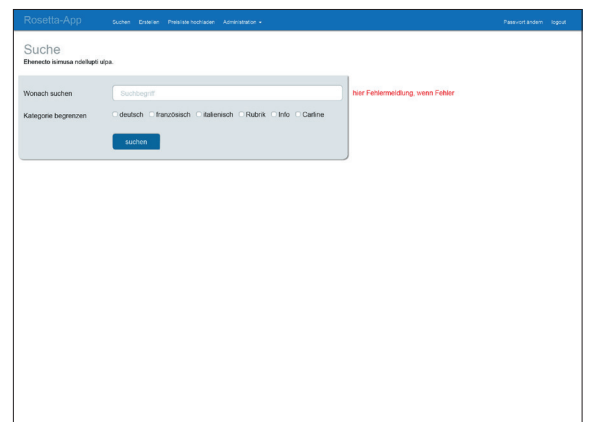 Rosetta-App Suchen Erstellen Preisliste hochladen Administration Passwort ändern logout
Suche
Ehenecto isimusa ndellupti ulpa.
Wonach suchen Suchbegriff hier Fehlermeldlung, wenn Fehler
Kategorie begrenzen deutsch französisch italienisch Rubrik Info Carline
suchen